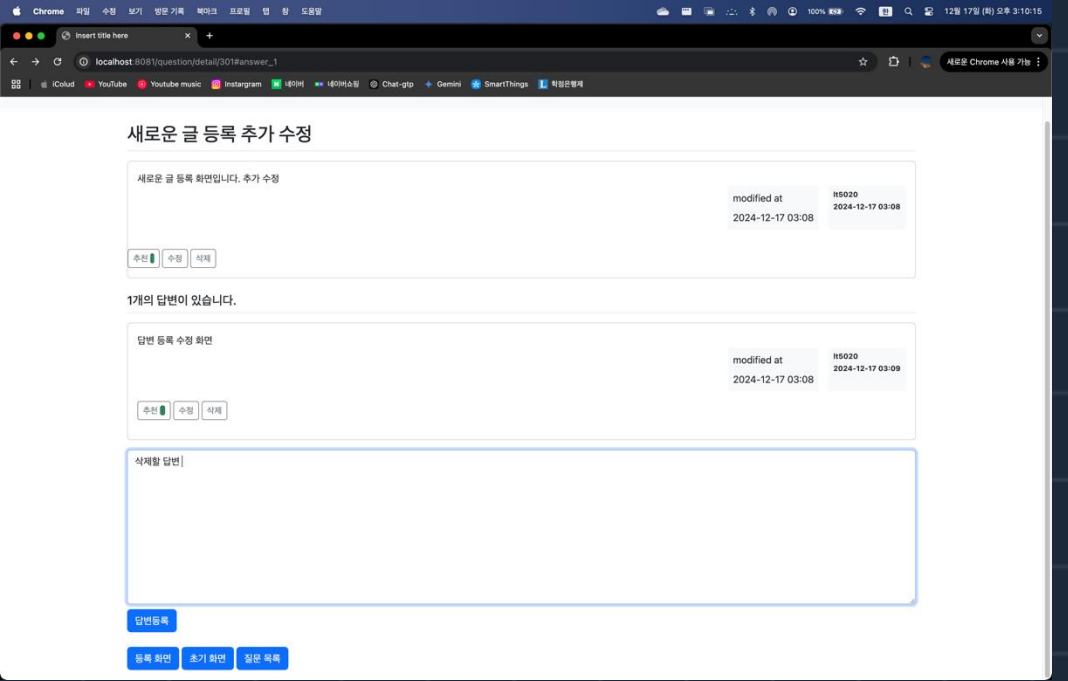 Chrome 파일 수정 보기 방문 기록 북마크 프로필 탭 창 도움말 100% 한 12월 17일 (화) 오후 3:10:15
Insert title here
localhost:8081/question/detail/301#answer_1 새로운 Chrome 사용 가능
iColud YouTube Youtube music Instargram 네이버 네이버쇼핑 Chat-gtp Gemini SmartThings 학점은행제
새로운 글 등록 추가 수정
새로운 글 등록 화면입니다. 추가 수정
modified at
2024-12-17 03:08
lt5020
2024-12-17 03:08
추천 수정 삭제
1개의 답변이 있습니다.
답변 등록 수정 화면
modified at
2024-12-17 03:08
lt5020
2024-12-17 03:09
추천 수정 삭제
삭제할 답변
답변등록
등록 화면 초기 화면 질문 목록